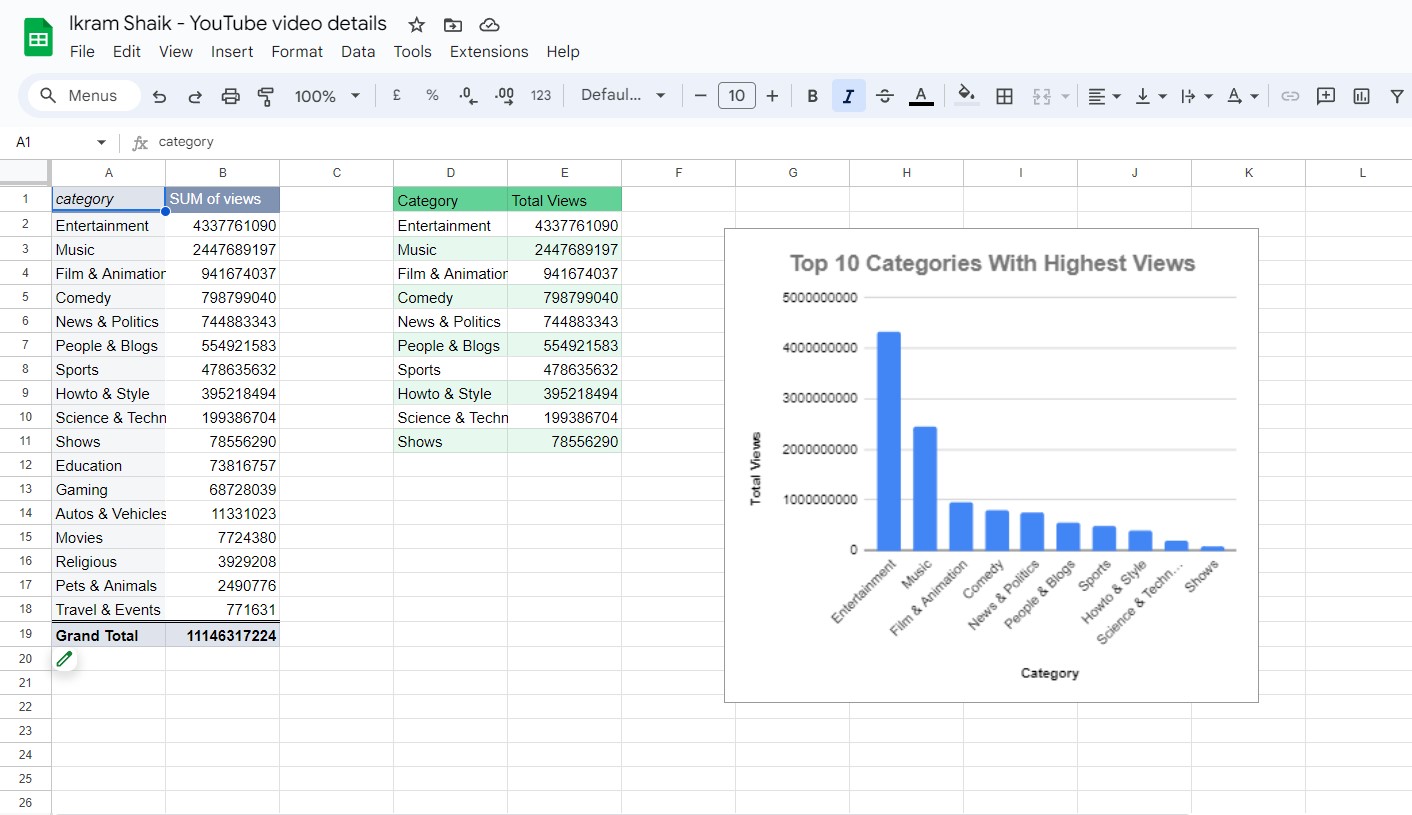 Ikram Shaik - YouTube video details
File Edit View Insert Format Data Tools Extensions Help
Menus 100% £ % .0 .00 123 Defaul... 10 B I A
A1 fx category
A B C D E F G H I J K L
1 category SUM of views Category Total Views
2 Entertainment 4337761090 Entertainment 4337761090
3 Music 2447689197 Music 2447689197
4 Film & Animation 941674037 Film & Animation 941674037
5 Comedy 798799040 Comedy 798799040
6 News & Politics 744883343 News & Politics 744883343
7 People & Blogs 554921583 People & Blogs 554921583
8 Sports 478635632 Sports 478635632
9 Howto & Style 395218494 Howto & Style 395218494
10 Science & Techn 199386704 Science & Techn 199386704
11 Shows 78556290 Shows 78556290
12 Education 73816757
13 Gaming 68728039
14 Autos & Vehicles 11331023
15 Movies 7724380
16 Religious 3929208
17 Pets & Animals 2490776
18 Travel & Events 771631
19 Grand Total 11146317224
20
21
22
23
24
25
26
Top 10 Categories With Highest Views
5000000000
4000000000
3000000000
2000000000
1000000000
0
Total Views
Entertainment
Music
Film & Animation
Comedy
News & Politics
People & Blogs
Sports
Howto & Style
Science & Techn...
Shows
Category